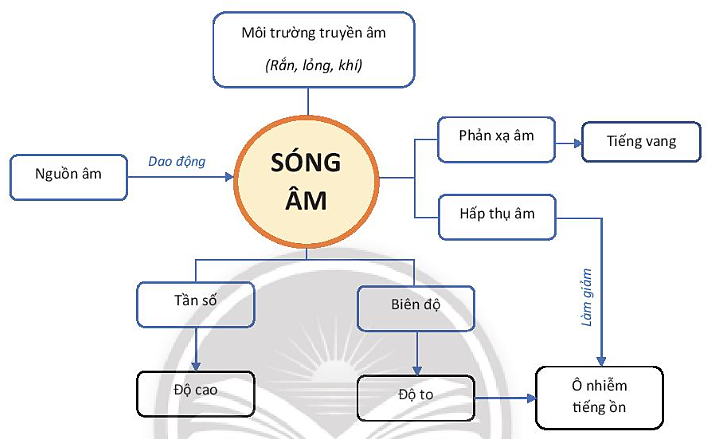 Môi trường truyền âm
(Rắn, lỏng, khí)
SÓNG
ÂM
Phản xạ âm
Tiếng vang
Nguồn âm
Dao động
Hấp thụ âm
Làm giảm
Tần số
Biên độ
Độ cao
Độ to
Ô nhiễm
tiếng ồn